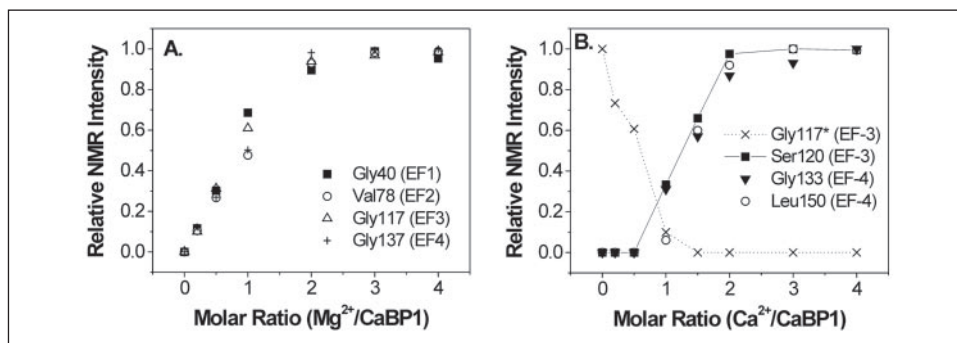 A.
Relative NMR Intensity
1.0
0.8
0.6
0.4
0.2
0.0
Gly40 (EF1)
Val78 (EF2)
Gly117 (EF3)
Gly137 (EF4)
0 1 2 3 4
Molar Ratio (Mg²⁺/CaBP1)
B.
Relative NMR Intensity
1.0
0.8
0.6
0.4
0.2
0.0
Gly117* (EF-3)
Ser120 (EF-3)
Gly133 (EF-4)
Leu150 (EF-4)
0 1 2 3 4
Molar Ratio (Ca²⁺/CaBP1)